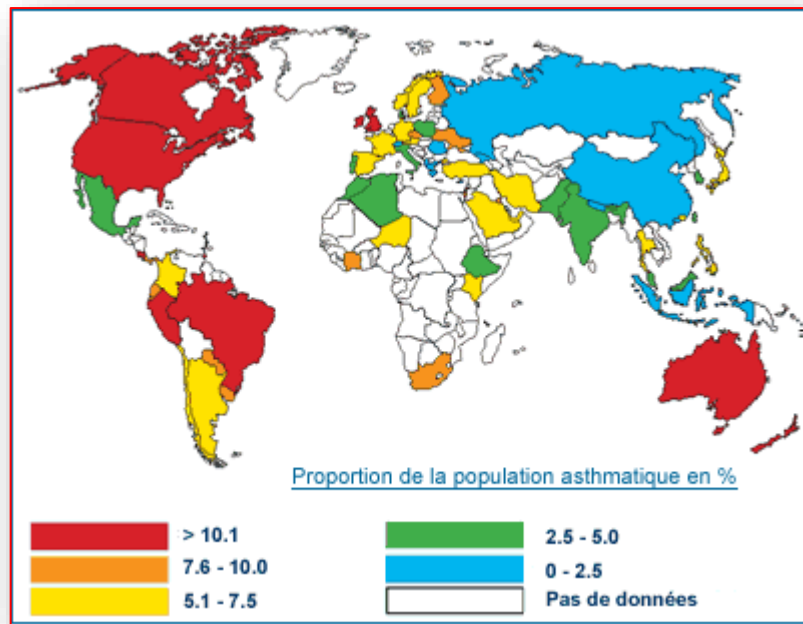 Proportion de la population asthmatique en %
> 10.1
7.6 - 10.0
5.1 - 7.5
2.5 - 5.0
0 - 2.5
Pas de données